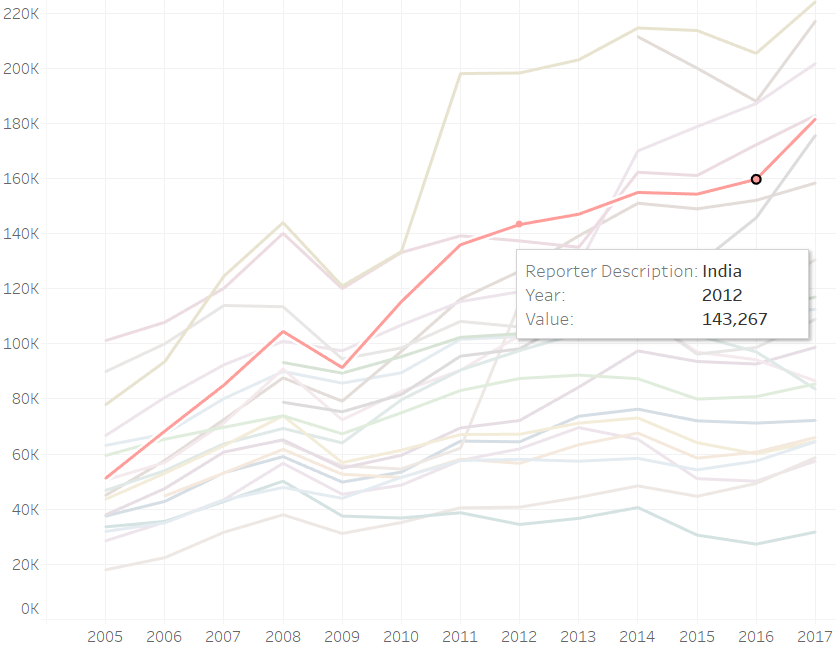 220K
200K
180K
160K
140K
120K
100K
80K
60K
40K
20K
0K
Reporter Description: India
Year: 2012
Value: 143,267
2005 2006 2007 2008 2009 2010 2011 2012 2013 2014 2015 2016 2017